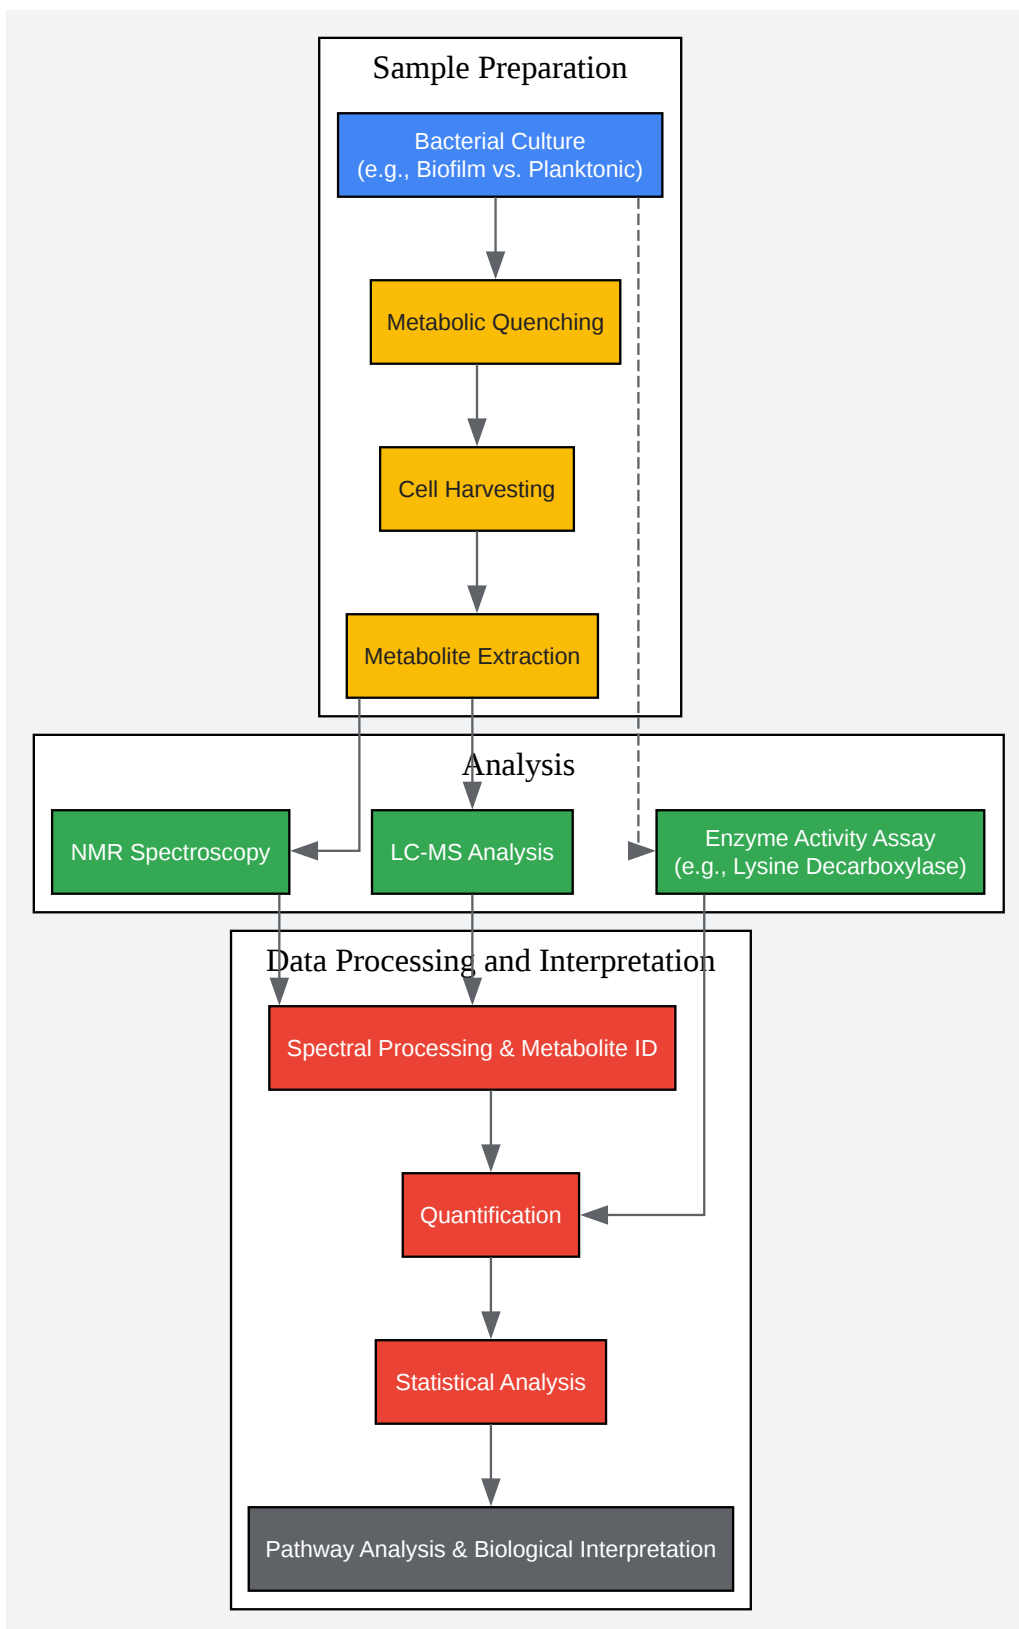 Sample Preparation
Bacterial Culture
(e.g., Biofilm vs. Planktonic)
Metabolic Quenching
Cell Harvesting
Metabolite Extraction
Analysis
NMR Spectroscopy
LC-MS Analysis
Enzyme Activity Assay
(e.g., Lysine Decarboxylase)
Data Processing and Interpretation
Spectral Processing & Metabolite ID
Quantification
Statistical Analysis
Pathway Analysis & Biological Interpretation